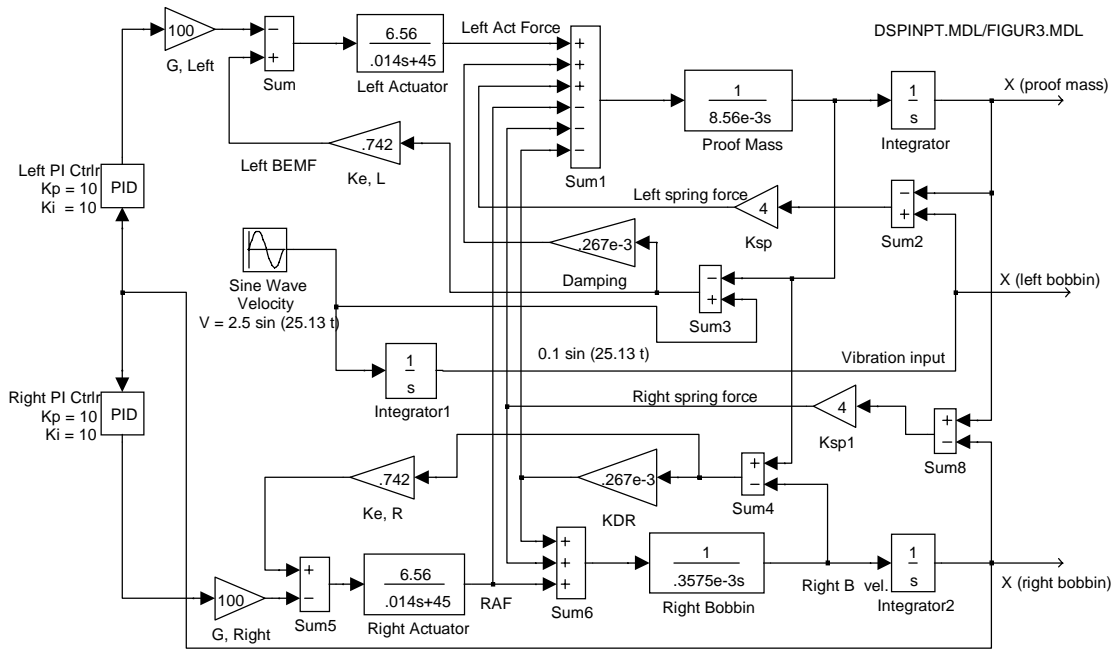 DSPINPT.MDL/FIGUR3.MDL
100
G, Left
−
+
Sum
6.56
.014s+45
Left Actuator
Left Act Force
+
+
+
−
−
−
Sum1
1
8.56e-3s
Proof Mass
1
s
Integrator
X (proof mass)
Left PI Ctrlr
Kp = 10
Ki = 10
PID
Left BEMF
.742
Ke, L
Left spring force
4
Ksp
−
+
Sum2
.267e-3
Damping
−
+
Sum3
X (left bobbin)
Sine Wave
Velocity
V = 2.5 sin (25.13 t)
1
s
Integrator1
0.1 sin (25.13 t)
Vibration input
Right PI Ctrlr
Kp = 10
Ki = 10
PID
Right spring force
4
Ksp1
+
−
Sum8
.742
Ke, R
.267e-3
KDR
+
−
Sum4
100
G, Right
+
−
Sum5
6.56
.014s+45
Right Actuator
RAF
+
+
+
Sum6
1
.3575e-3s
Right Bobbin
Right B vel.
1
s
Integrator2
X (right bobbin)